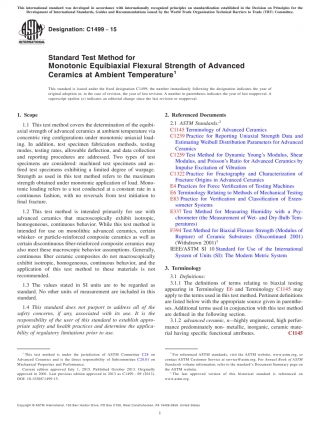 This international standard was developed in accordance with internationally recognized principles on standardization established in the Decision on Principles for the
Development of International Standards, Guides and Recommendations issued by the World Trade Organization Technical Barriers to Trade (TBT) Committee.
Designation: C1499 − 15
Standard Test Method for
Monotonic Equibiaxial Flexural Strength of Advanced
Ceramics at Ambient Temperature1
This standard is issued under the fixed designation C1499; the number immediately following the designation indicates the year of
original adoption or, in the case of revision, the year of last revision. A number in parentheses indicates the year of last reapproval. A
superscript epsilon (ε) indicates an editorial change since the last revision or reapproval.
1. Scope
1.1 This test method covers the determination of the equibi-
axial strength of advanced ceramics at ambient temperature via
concentric ring configurations under monotonic uniaxial load-
ing. In addition, test specimen fabrication methods, testing
modes, testing rates, allowable deflection, and data collection
and reporting procedures are addressed. Two types of test
specimens are considered: machined test specimens and as-
fired test specimens exhibiting a limited degree of warpage.
Strength as used in this test method refers to the maximum
strength obtained under monotonic application of load. Mono-
tonic loading refers to a test conducted at a constant rate in a
continuous fashion, with no reversals from test initiation to
final fracture.
1.2 This test method is intended primarily for use with
advanced ceramics that macroscopically exhibit isotropic,
homogeneous, continuous behavior. While this test method is
intended for use on monolithic advanced ceramics, certain
whisker- or particle-reinforced composite ceramics as well as
certain discontinuous fiber-reinforced composite ceramics may
also meet these macroscopic behavior assumptions. Generally,
continuous fiber ceramic composites do not macroscopically
exhibit isotropic, homogeneous, continuous behavior, and the
application of this test method to these materials is not
recommended.
1.3 The values stated in SI units are to be regarded as
standard. No other units of measurement are included in this
standard.
1.4 This standard does not purport to address all of the
safety concerns, if any, associated with its use. It is the
responsibility of the user of this standard to establish appro-
priate safety and health practices and determine the applica-
bility of regulatory limitations prior to use.
2. Referenced Documents
2.1 ASTM Standards:2
C1145 Terminology of Advanced Ceramics
C1239 Practice for Reporting Uniaxial Strength Data and
Estimating Weibull Distribution Parameters for Advanced
Ceramics
C1259 Test Method for Dynamic Young's Modulus, Shear
Modulus, and Poisson's Ratio for Advanced Ceramics by
Impulse Excitation of Vibration
C1322 Practice for Fractography and Characterization of
Fracture Origins in Advanced Ceramics
E4 Practices for Force Verification of Testing Machines
E6 Terminology Relating to Methods of Mechanical Testing
E83 Practice for Verification and Classification of Exten-
someter Systems
E337 Test Method for Measuring Humidity with a Psy-
chrometer (the Measurement of Wet- and Dry-Bulb Tem-
peratures)
F394 Test Method for Biaxial Flexure Strength (Modulus of
Rupture) of Ceramic Substrates (Discontinued 2001)
(Withdrawn 2001)3
IEEE/ASTM SI 10 Standard for Use of the International
System of Units (SI): The Modern Metric System
3. Terminology
3.1 Definitions:
3.1.1 The definitions of terms relating to biaxial testing
appearing in Terminology E6 and Terminology C1145 may
apply to the terms used in this test method. Pertinent definitions
are listed below with the appropriate source given in parenthe-
ses. Additional terms used in conjunction with this test method
are defined in the following section.
3.1.2 advanced ceramic, n—highly engineered, high perfor-
mance predominately non- metallic, inorganic, ceramic mate-
rial having specific functional attributes. C1145
1 This test method is under the jurisdiction of ASTM Committee C28 on
Advanced Ceramics and is the direct responsibility of Subcommittee C28.01 on
Mechanical Properties and Performance.
Current edition approved July 1, 2015. Published October 2015. Originally
approved in 2001. Last previous edition approved in 2013 as C1499 – 09 (2013).
DOI: 10.1520/C1499-15.
2 For referenced ASTM standards, visit the ASTM website, www.astm.org, or
contact ASTM Customer Service at service@astm.org. For Annual Book of ASTM
Standards volume information, refer to the standard's Document Summary page on
the ASTM website.
3 The last approved version of this historical standard is referenced on
www.astm.org.
Copyright © ASTM International, 100 Barr Harbor Drive, PO Box C700, West Conshohocken, PA 19428-2959. United States
1